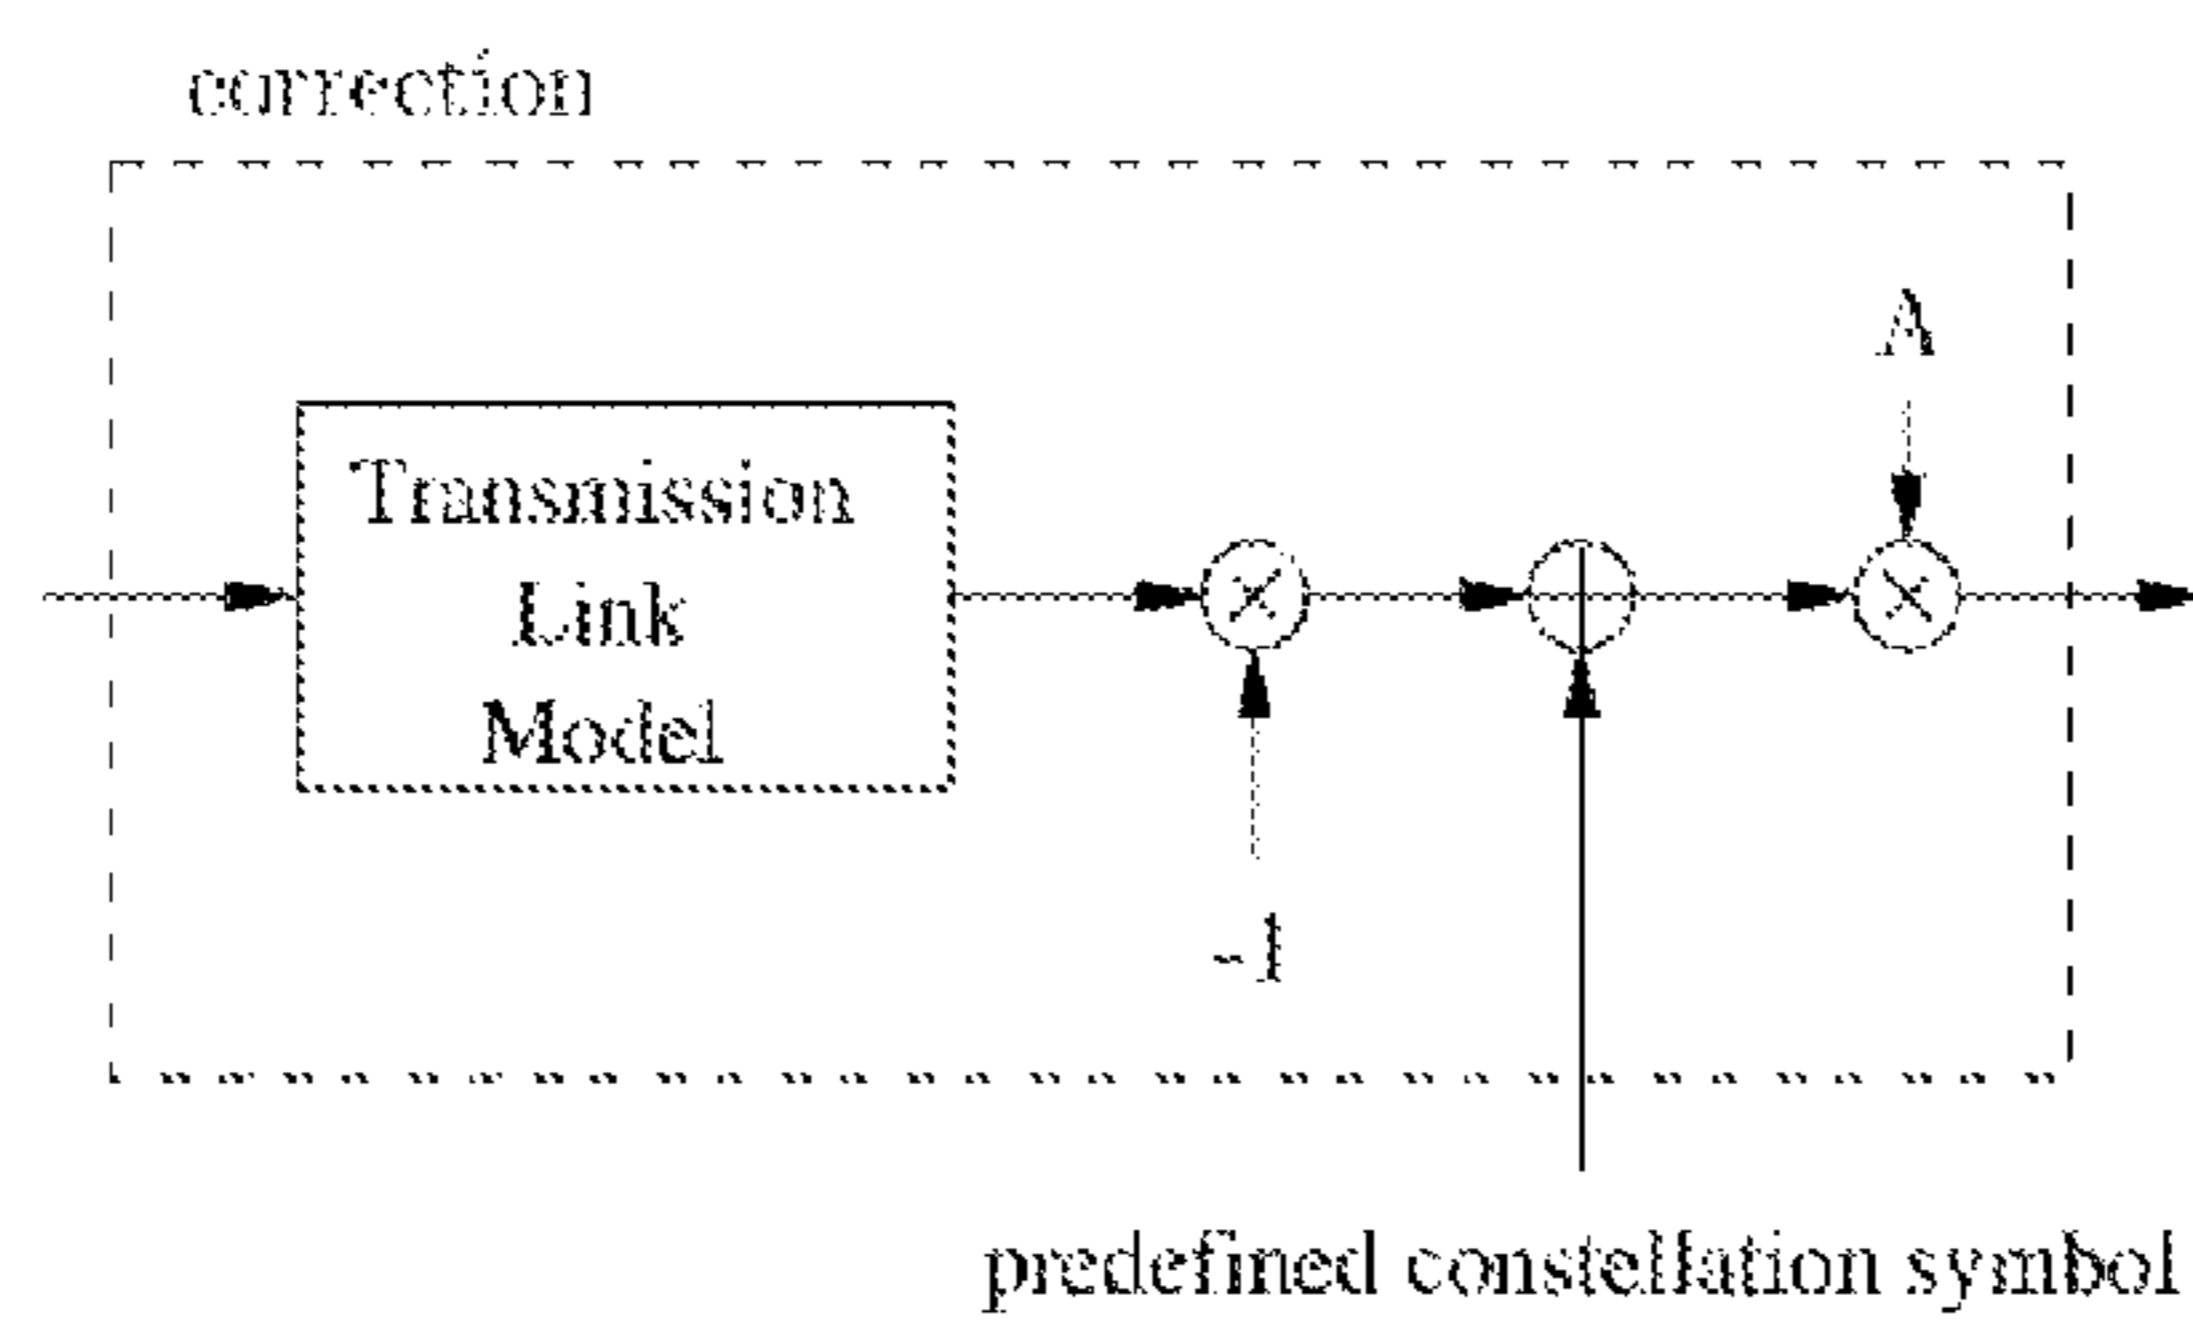 correction
A
Transmission
Link
Model
-1
predefined constellation symbol